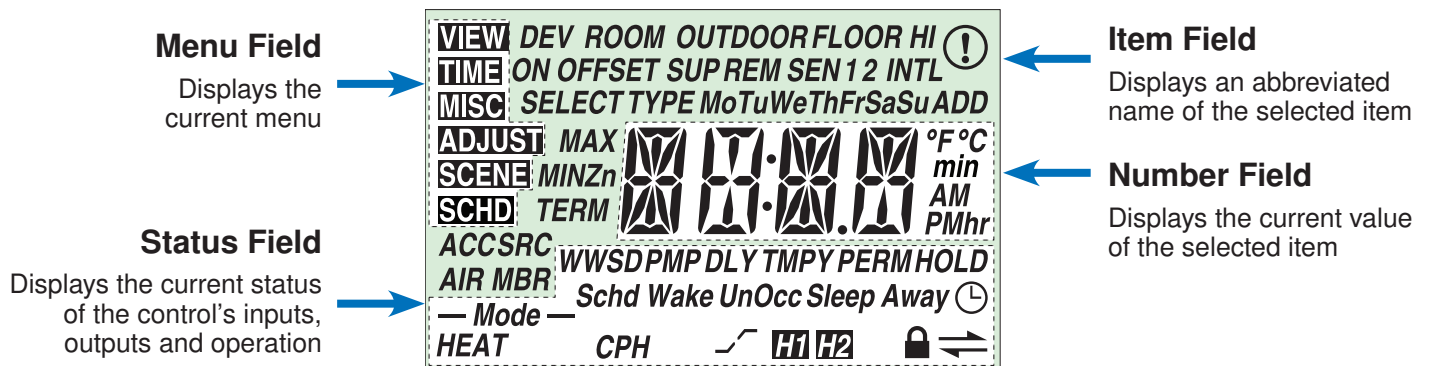 Menu Field
Displays the
current menu
Status Field
Displays the current status
of the control's inputs,
outputs and operation
VIEW DEV ROOM OUTDOOR FLOOR HI
TIME ON OFFSET SUP REM SEN 1 2 INTL
MISC SELECT TYPE MoTuWeThFrSaSu ADD
ADJUST MAX °F °C
SCENE MINZn min
SCHD TERM AM
PMhr
ACCSRC
AIR MBR WWSD PMP DLY TMPY PERM HOLD
Schd Wake UnOcc Sleep Away
— Mode —
HEAT CPH H1 H2
Item Field
Displays an abbreviated
name of the selected item
Number Field
Displays the current value
of the selected item